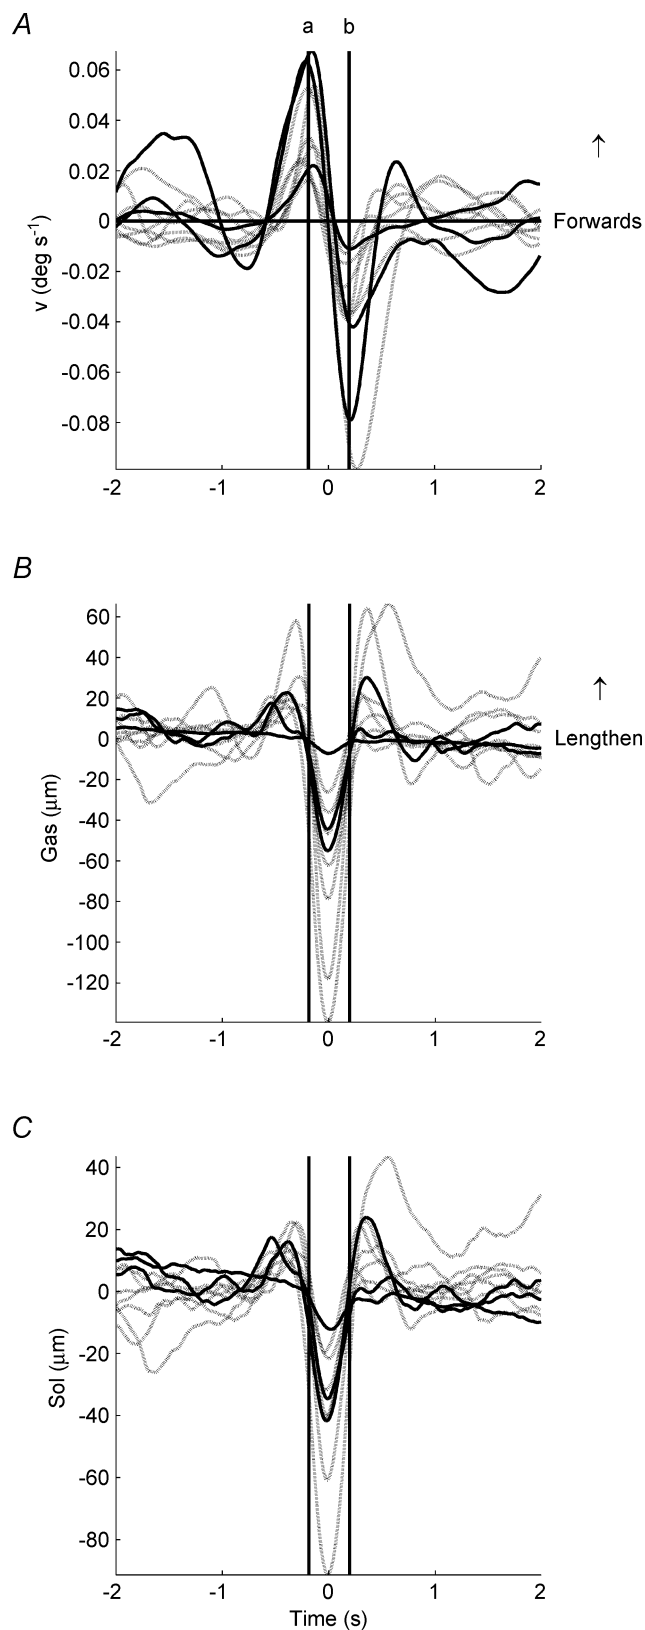 A
a b
0.06
0.04
0.02
0
-0.02
-0.04
-0.06
-0.08
v (deg s⁻¹)
↑
Forwards
-2 -1 0 1 2
B
60
40
20
0
-20
-40
-60
-80
-100
-120
Gas (μm)
↑
Lengthen
-2 -1 0 1 2
C
40
20
0
-20
-40
-60
-80
Sol (μm)
-2 -1 0 1 2
Time (s)